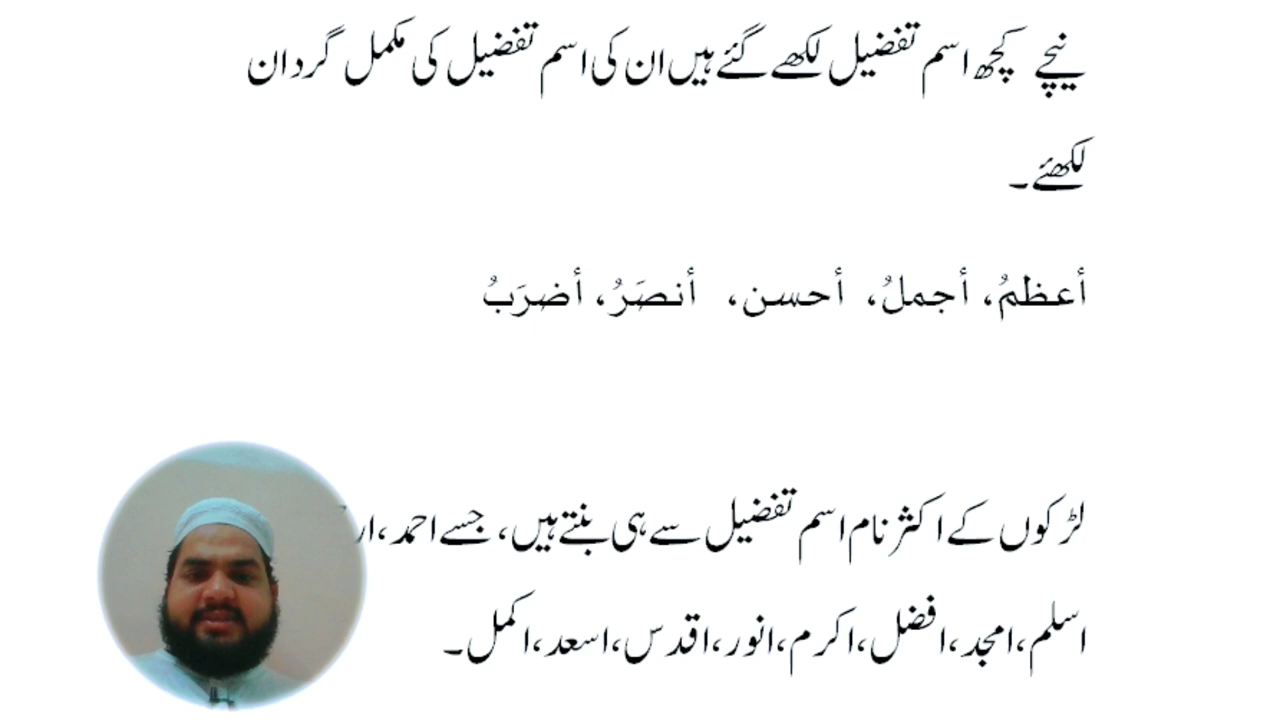 نیچے کچھ اسم تفضیل لکھے گئے ہیں ان کی اسم تفضیل کی مکمل گردان
لکھئے۔
أعظمُ، أجملُ، أحسن، أنصَرُ، أضرَبُ
لڑکوں کے اکثر نام اسم تفضیل سے ہی بنتے ہیں، جسے احمد،
اسلم،امجد،افضل،اکرم،انور،اقدس،اسعد،اکمل۔